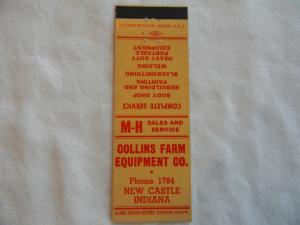 COLLINS FARM
EQUIPMENT CO.
Phone 1784
NEW CASTLE
INDIANA
M-H SALES AND
SERVICE
COMPLETE SERVICE
BODY SHOP
REBUILDING AND
PAINTING
BLACKSMITHING
WELDING
HEAVY DUTY
PORTABLE
EQUIPMENT